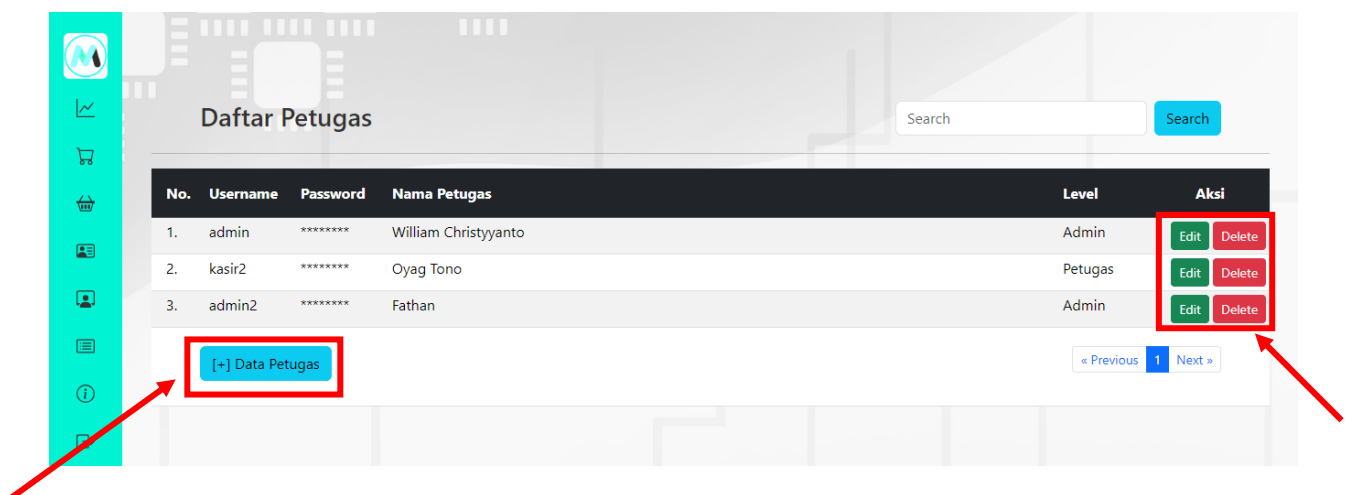 Daftar Petugas
Search Search
No. Username Password Nama Petugas Level Aksi
1. admin ******** William Christyyanto Admin Edit Delete
2. kasir2 ******** Oyag Tono Petugas Edit Delete
3. admin2 ******** Fathan Admin Edit Delete
[+] Data Petugas « Previous 1 Next »